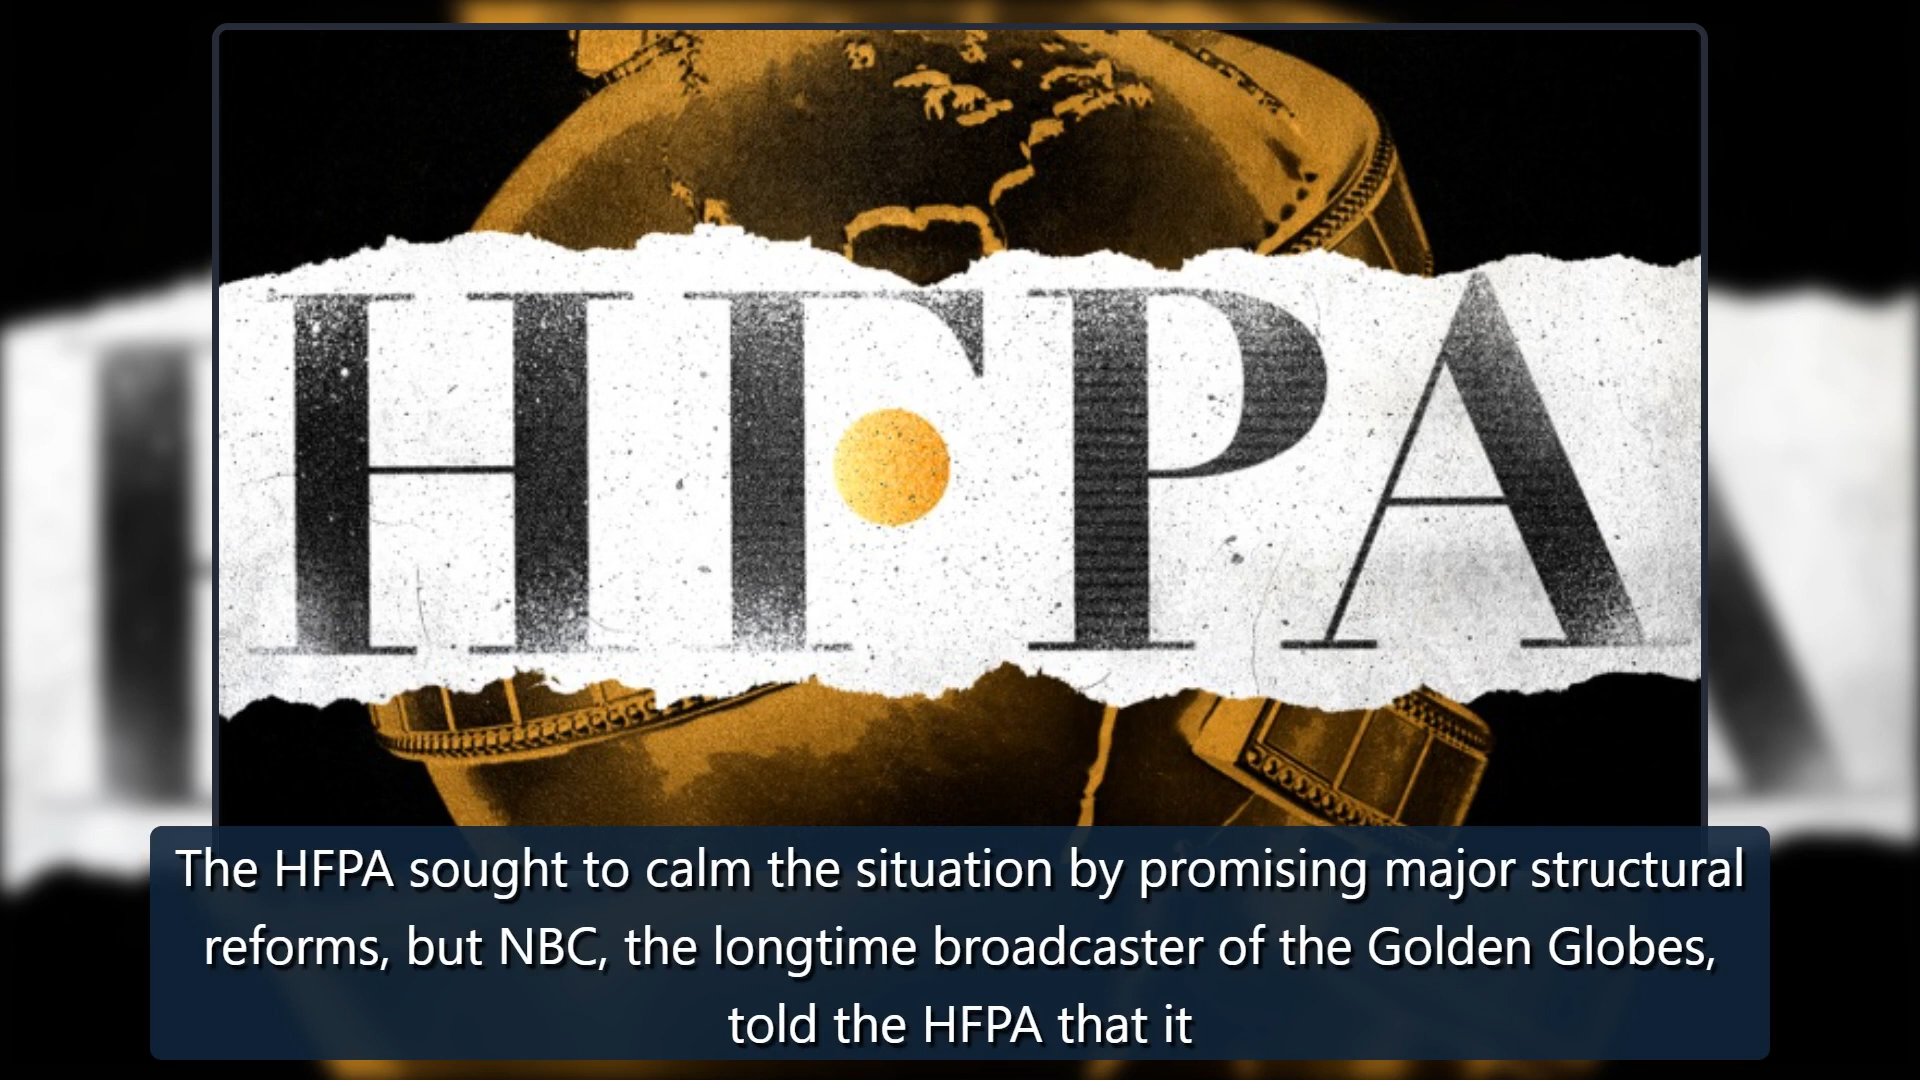 HFPA
The HFPA sought to calm the situation by promising major structural
reforms, but NBC, the longtime broadcaster of the Golden Globes,
told the HFPA that it